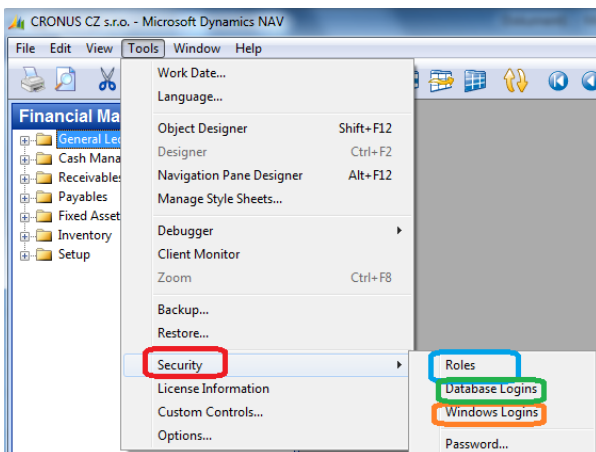 CRONUS CZ s.r.o. - Microsoft Dynamics NAV
File Edit View Tools Window Help
Work Date...
Language...
Object Designer Shift+F12
Designer Ctrl+F2
Navigation Pane Designer Alt+F12
Manage Style Sheets...
Debugger
Client Monitor
Zoom Ctrl+F8
Backup...
Restore...
Security
License Information
Custom Controls...
Options...
Financial Ma
General Led
Cash Mana
Receivables
Payables
Fixed Asset
Inventory
Setup
Roles
Database Logins
Windows Logins
Password...